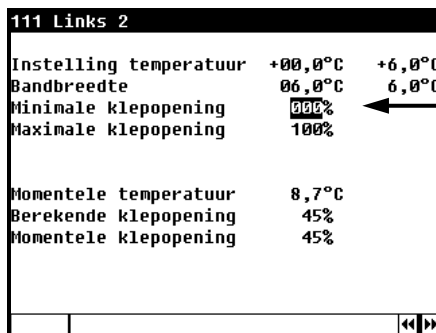 111 Links 2
Instelling temperatuur +00,0°C +6,0°C
Bandbreedte 06,0°C 6,0°C
Minimale klepopening 000%
Maximale klepopening 100%
Momentele temperatuur 8,7°C
Berekende klepopening 45%
Momentele klepopening 45%